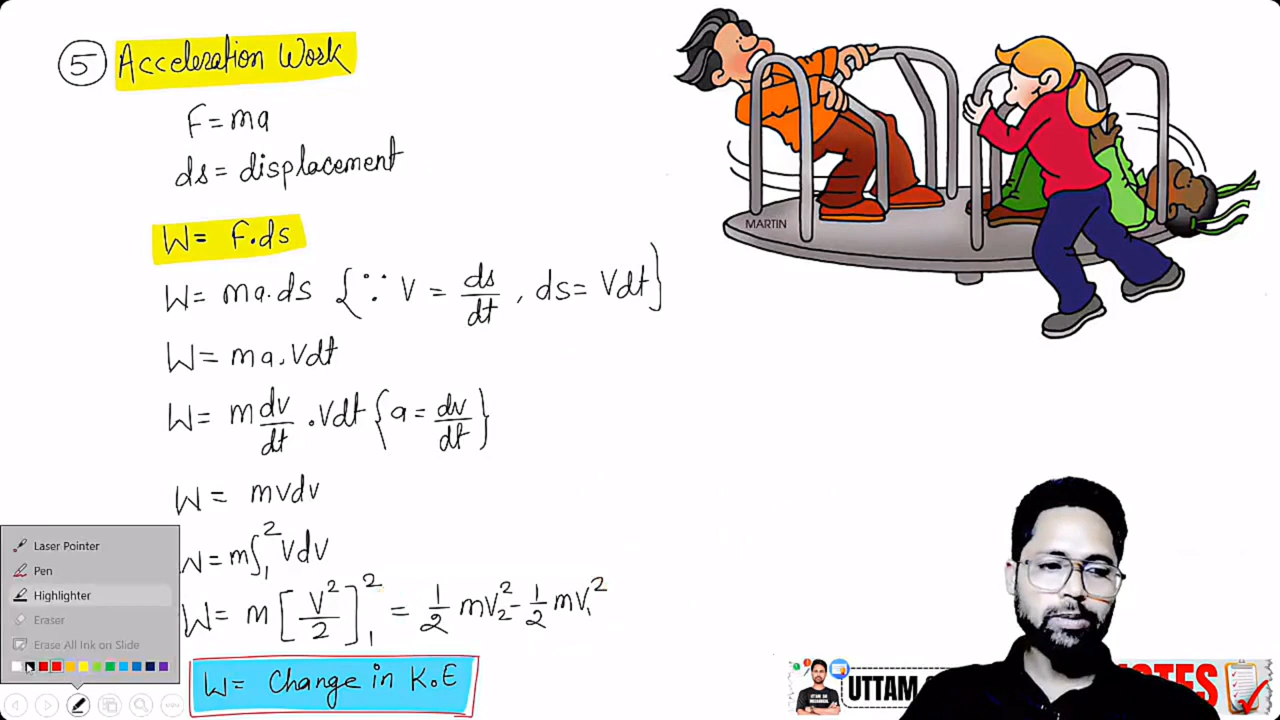 5 Acceleration Work
F = ma
ds = displacement
W = F.ds
W = ma.ds {∵ V = ds/dt , ds = Vdt}
W = ma.Vdt
W = m dv/dt .Vdt {a = dv/dt}
W = mvdv
W = m∫₁² Vdv
W = m[V²/2]₁² = 1/2 mV₂² - 1/2 mV₁²
W = Change in K.E
MARTIN
Laser Pointer
Pen
Highlighter
Eraser
Erase All Ink on Slide
UTTAM
NOTES